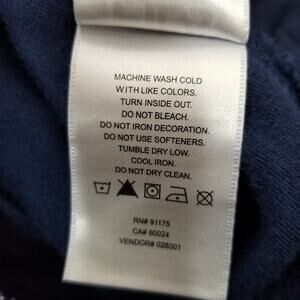 MACHINE WASH COLD
WITH LIKE COLORS.
TURN INSIDE OUT.
DO NOT BLEACH.
DO NOT IRON DECORATION.
DO NOT USE SOFTENERS.
TUMBLE DRY LOW.
COOL IRON.
DO NOT DRY CLEAN.
RN# 91175
CA# 60024
VENDOR# 028001